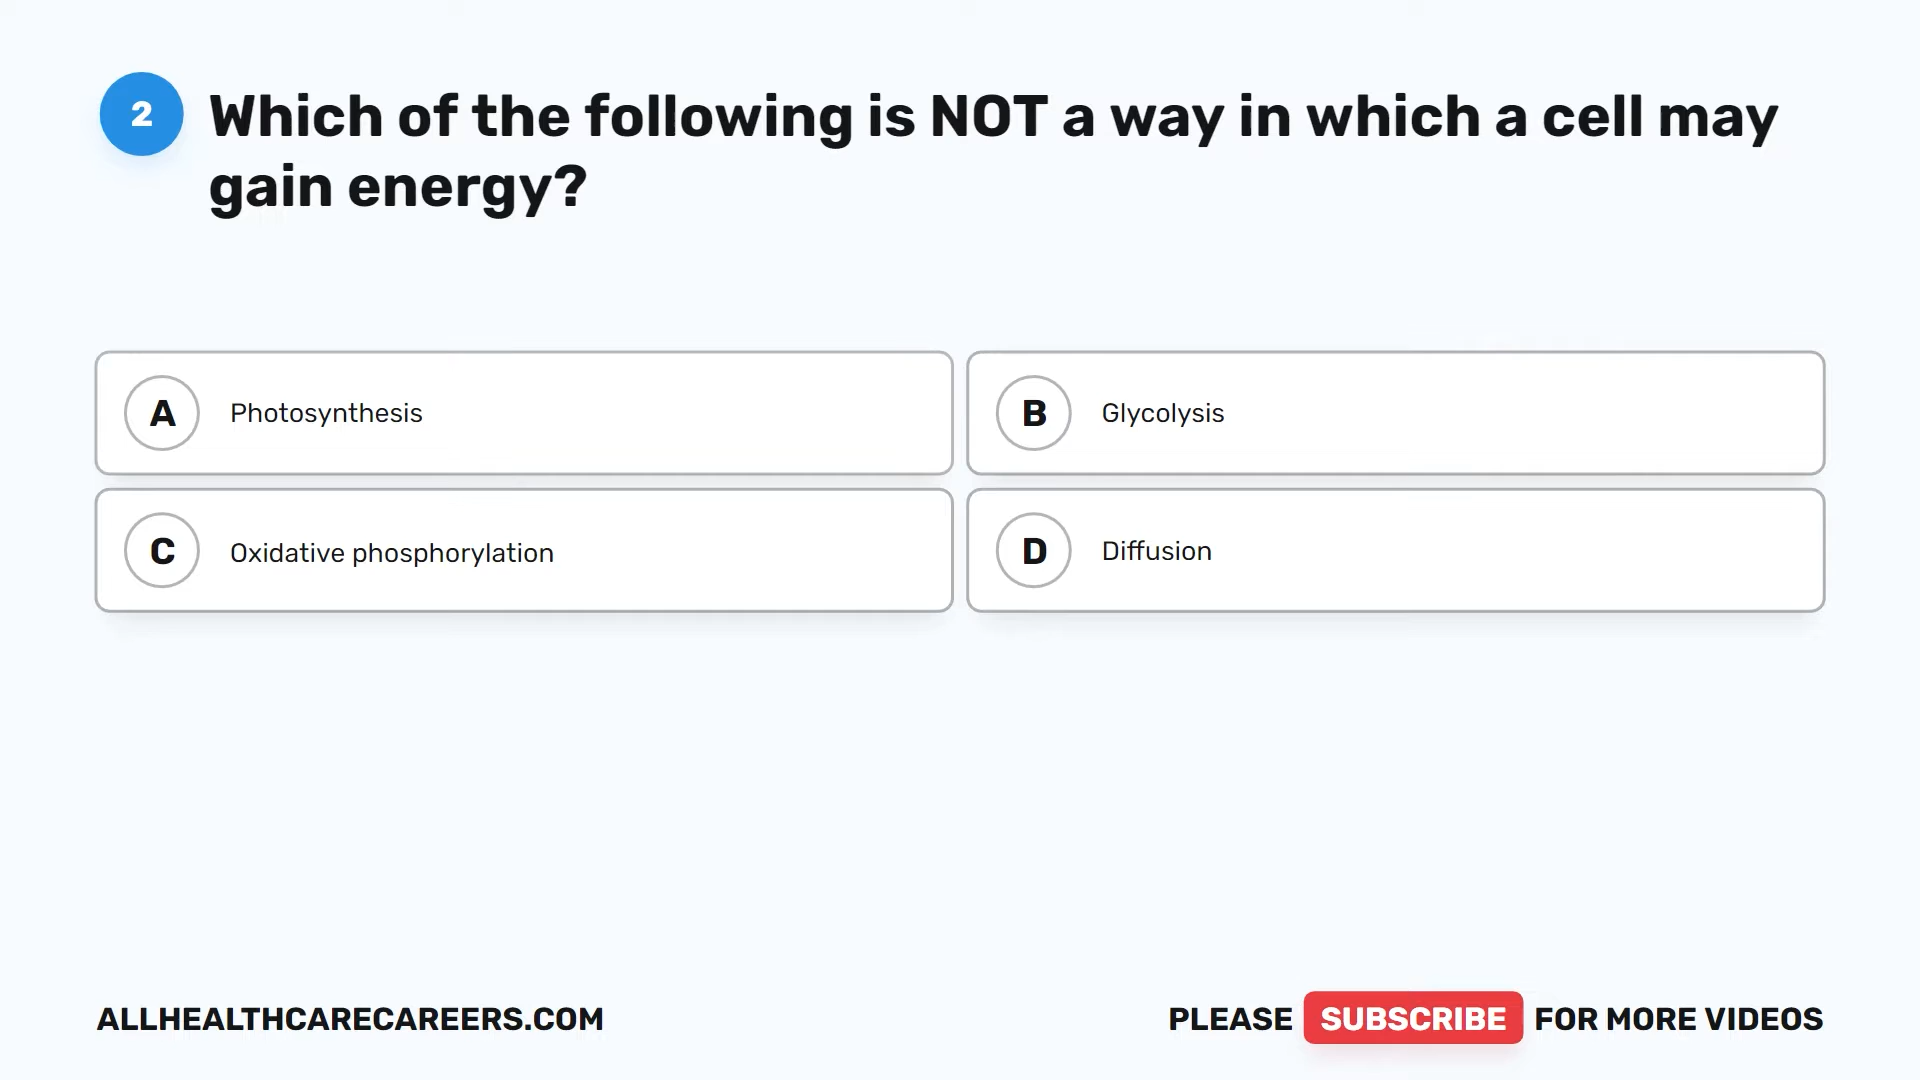 2
Which of the following is NOT a way in which a cell may
gain energy?
A Photosynthesis
B Glycolysis
C Oxidative phosphorylation
D Diffusion
ALLHEALTHCARECAREERS.COM
PLEASE SUBSCRIBE FOR MORE VIDEOS